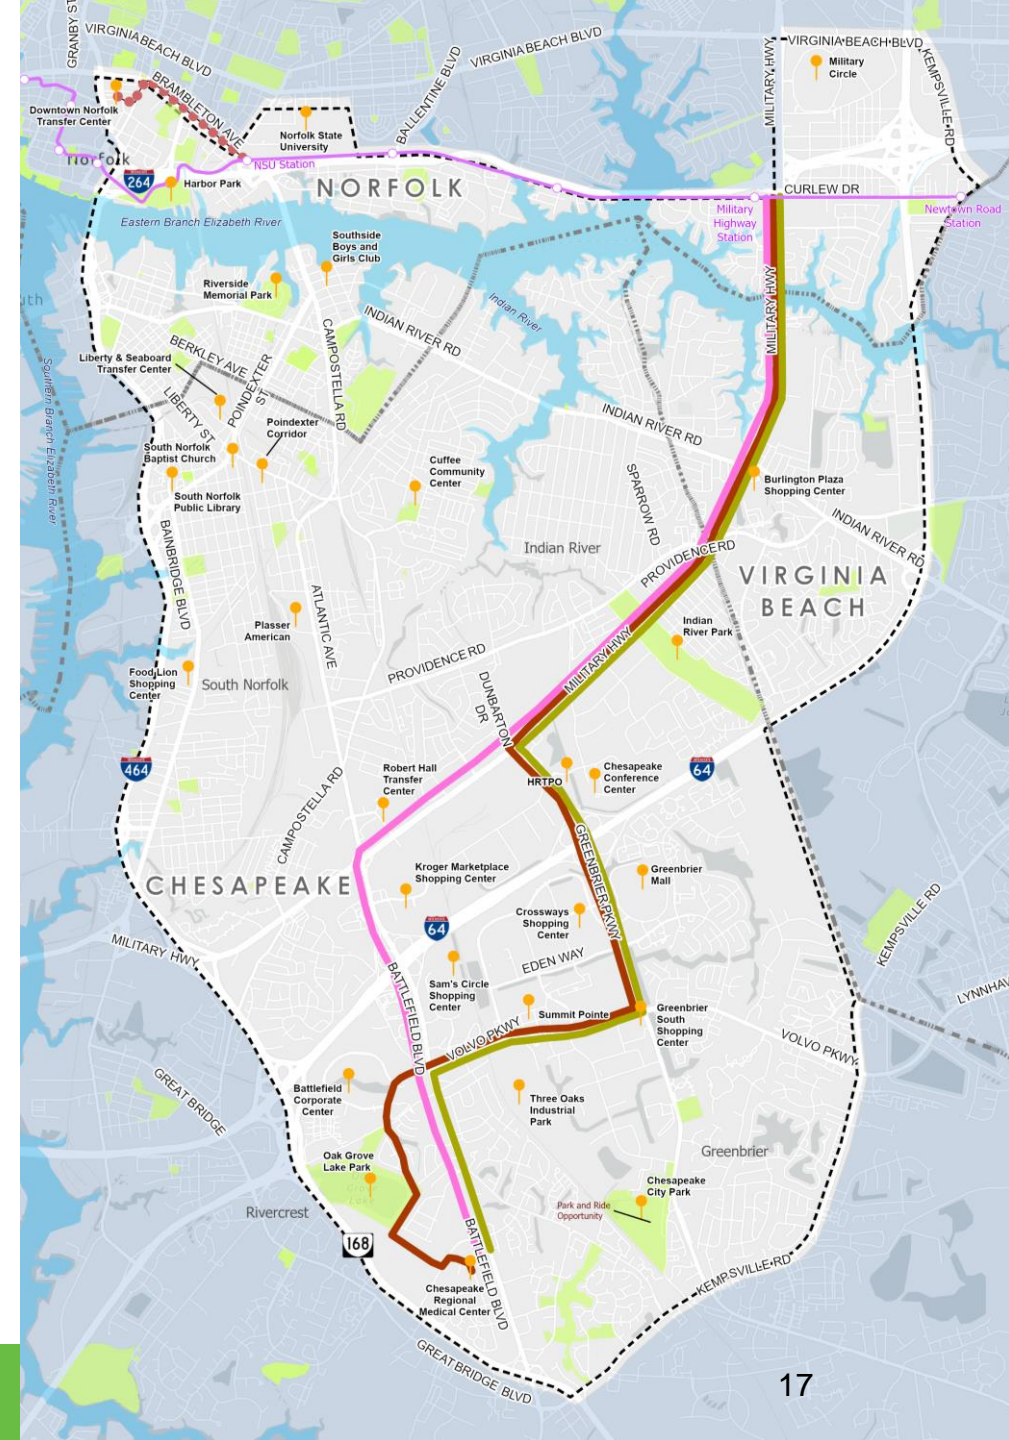 GRANBY ST
VIRGINIA BEACH BLVD
VIRGINIA BEACH BLVD
BALLENTINE BLVD
MILITARY HWY
VIRGINIA BEACH BLVD
KEMPSVILLE RD
Military
Circle
BRAMBLETON AVE
Downtown Norfolk
Transfer Center
Norfolk State
University
Norfolk
NSU Station
264
Harbor Park
NORFOLK
CURLEW DR
Military
Highway
Station
Newtown Road
Station
Eastern Branch Elizabeth River
Southside
Boys and
Girls Club
Riverside
Memorial Park
uth
Indian River
INDIAN RIVER RD
CAMPOSTELLA RD
MILITARY HWY
BERKLEY AVE
Liberty & Seaboard
Transfer Center
POINDEXTER
ST
LIBERTY ST
Southern Branch Elizabeth River
Poindexter
Corridor
INDIAN RIVER RD
South Norfolk
Baptist Church
Cuffee
Community
Center
SPARROW RD
Burlington Plaza
Shopping Center
South Norfolk
Public Library
BAINBRIDGE BLVD
INDIAN RIVER RD
Indian River
PROVIDENCE RD
VIRGINIA
BEACH
Plasser
American
ATLANTIC AVE
Indian
River Park
MILITARY HWY
PROVIDENCE RD
Food Lion
Shopping
Center
South Norfolk
DUNBARTON
DR
464
Robert Hall
Transfer
Center
HRTPO
Chesapeake
Conference
Center
64
CAMPOSTELLA RD
GREENBRIER PKWY
Kroger Marketplace
Shopping Center
Greenbrier
Mall
CHESAPEAKE
64
Crossways
Shopping
Center
KEMPSVILLE RD
MILITARY HWY
EDEN WAY
BATTLEFIELD BLVD
Sam's Circle
Shopping
Center
LYNNHAV
Summit Pointe
Greenbrier
South
Shopping
Center
VOLVO PKWY
VOLVO PKWY
GREAT BRIDGE
Battlefield
Corporate
Center
Three Oaks
Industrial
Park
Oak Grove
Lake Park
Greenbrier
Chesapeake
City Park
Park and Ride
Opportunity
Rivercrest
168
BATTLEFIELD BLVD
Chesapeake
Regional
Medical Center
KEMPSVILLE RD
GREAT BRIDGE BLVD
17